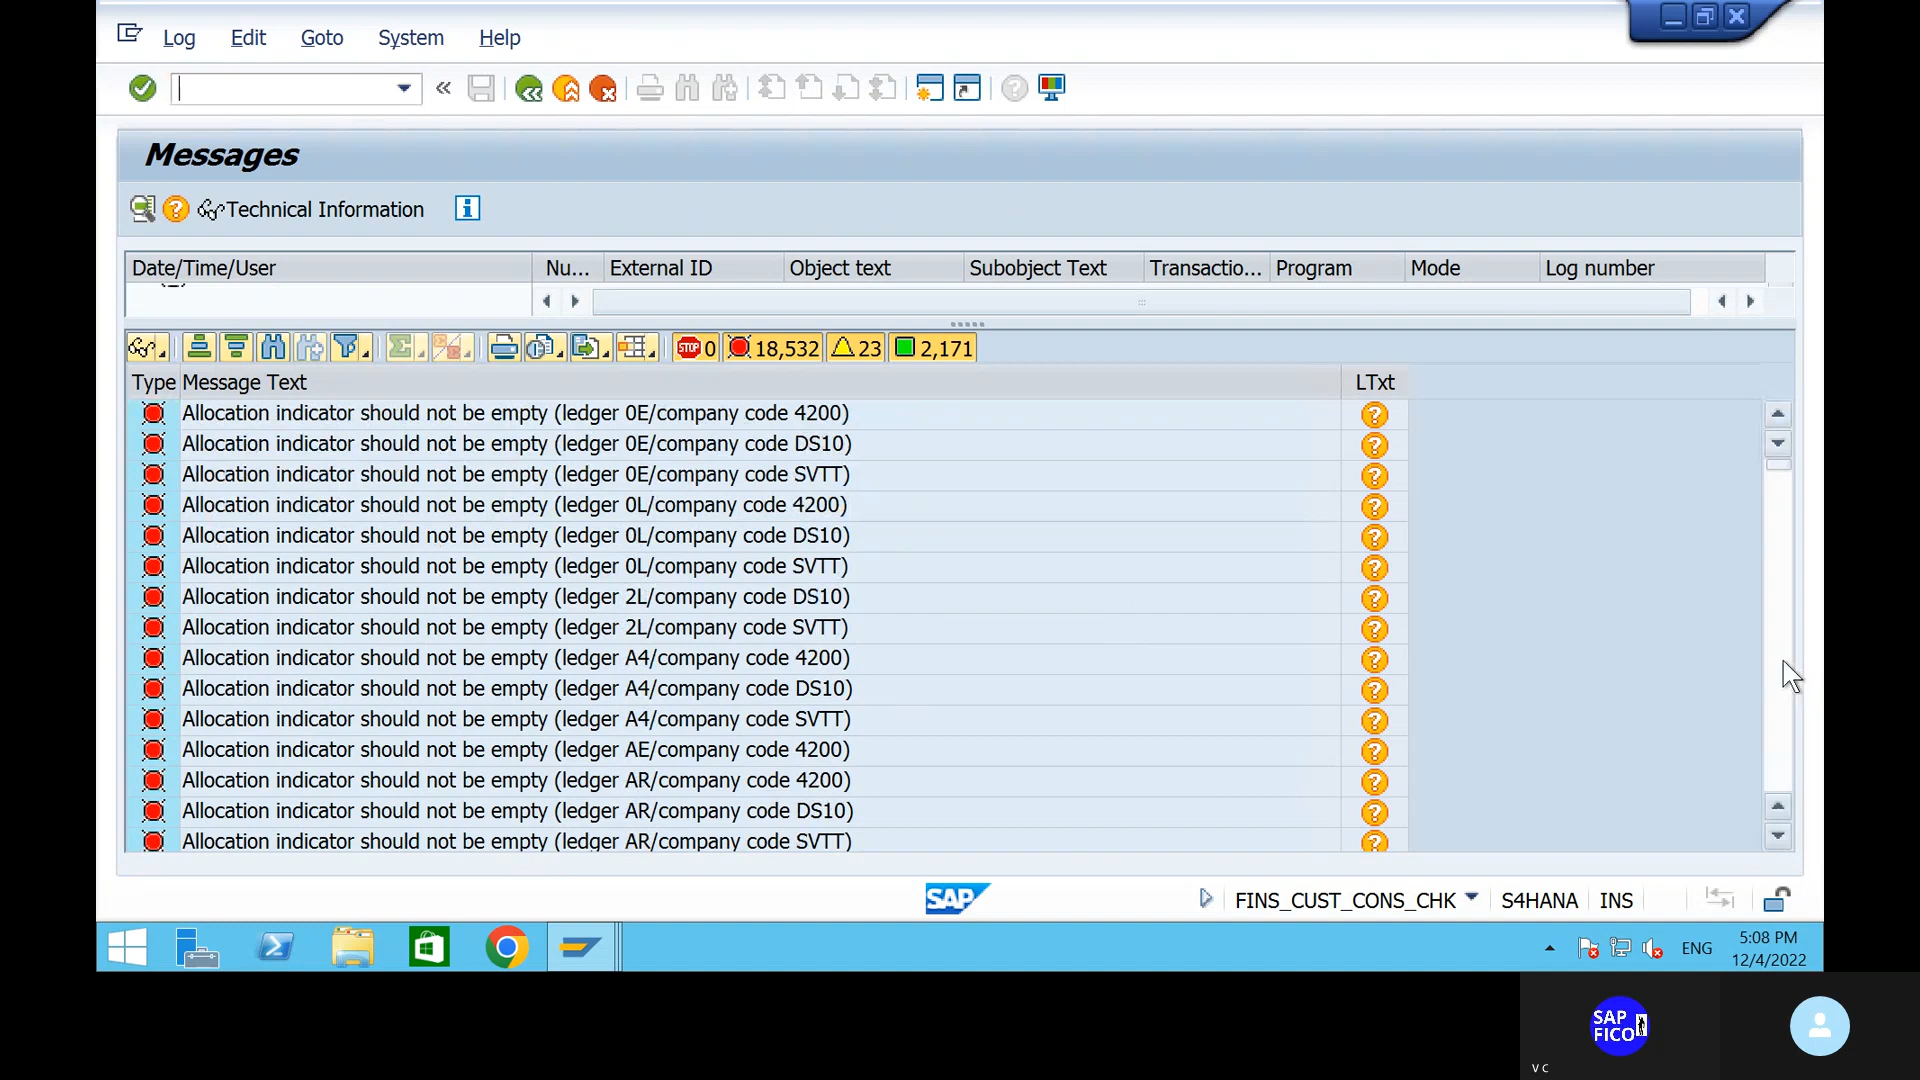 Log Edit Goto System Help
Messages
Technical Information
Date/Time/User Nu... External ID Object text Subobject Text Transactio... Program Mode Log number
STOP 0 18,532 23 2,171
Type Message Text LTxt
Allocation indicator should not be empty (ledger 0E/company code 4200)
Allocation indicator should not be empty (ledger 0E/company code DS10)
Allocation indicator should not be empty (ledger 0E/company code SVTT)
Allocation indicator should not be empty (ledger 0L/company code 4200)
Allocation indicator should not be empty (ledger 0L/company code DS10)
Allocation indicator should not be empty (ledger 0L/company code SVTT)
Allocation indicator should not be empty (ledger 2L/company code DS10)
Allocation indicator should not be empty (ledger 2L/company code SVTT)
Allocation indicator should not be empty (ledger A4/company code 4200)
Allocation indicator should not be empty (ledger A4/company code DS10)
Allocation indicator should not be empty (ledger A4/company code SVTT)
Allocation indicator should not be empty (ledger AE/company code 4200)
Allocation indicator should not be empty (ledger AR/company code 4200)
Allocation indicator should not be empty (ledger AR/company code DS10)
Allocation indicator should not be empty (ledger AR/company code SVTT)
SAP FINS_CUST_CONS_CHK S4HANA INS
ENG 5:08 PM
12/4/2022
SAP
FICO
v c